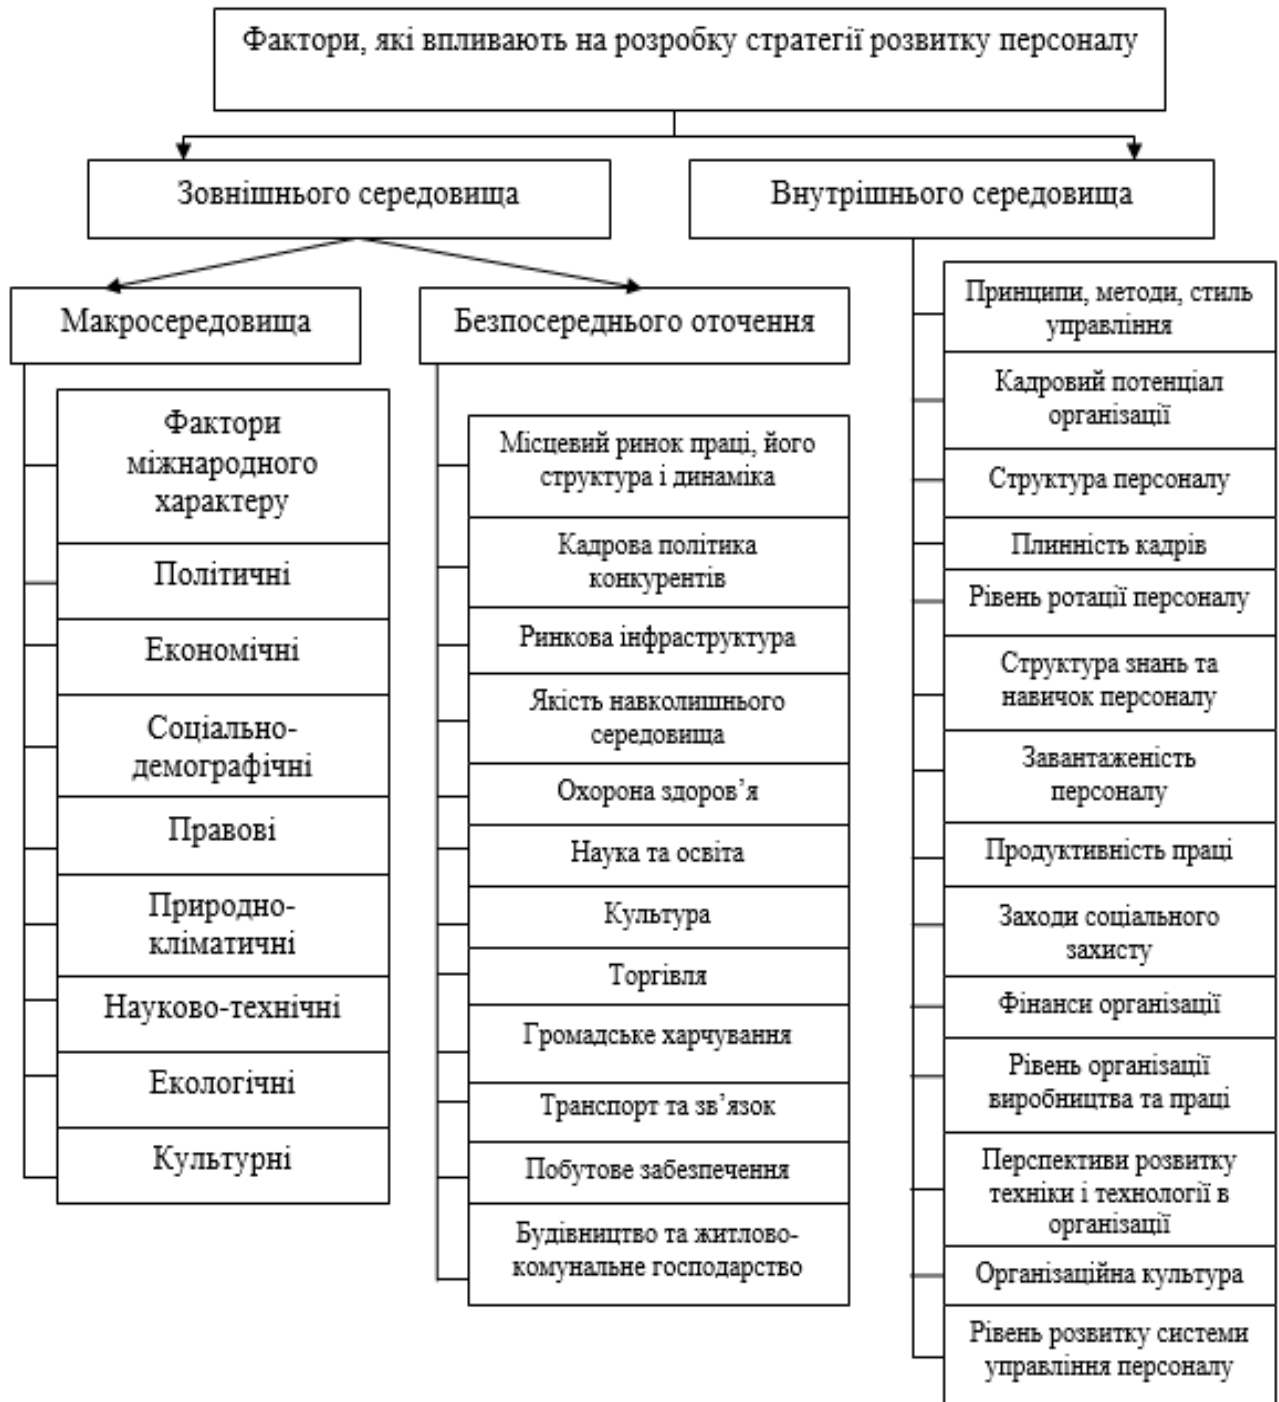 Фактори, які впливають на розробку стратегії розвитку персоналу
Зовнішнього середовища
Внутрішнього середовища
Макросередовища
Безпосереднього оточення
Фактори
міжнародного
характеру
Політичні
Економічні
Соціально-
демографічні
Правові
Природно-
кліматичні
Науково-технічні
Екологічні
Культурні
Місцевий ринок праці, його
структура і динаміка
Кадрова політика
конкурентів
Ринкова інфраструктура
Якість навколишнього
середовища
Охорона здоров’я
Наука та освіта
Культура
Торгівля
Громадське харчування
Транспорт та зв’язок
Побутове забезпечення
Будівництво та житлово-
комунальне господарство
Принципи, методи, стиль
управління
Кадровий потенціал
організації
Структура персоналу
Плинність кадрів
Рівень ротації персоналу
Структура знань та
навичок персоналу
Завантаженість
персоналу
Продуктивність праці
Заходи соціального
захисту
Фінанси організації
Рівень організації
виробництва та праці
Перспективи розвитку
техніки і технології в
організації
Організаційна культура
Рівень розвитку системи
управління персоналу